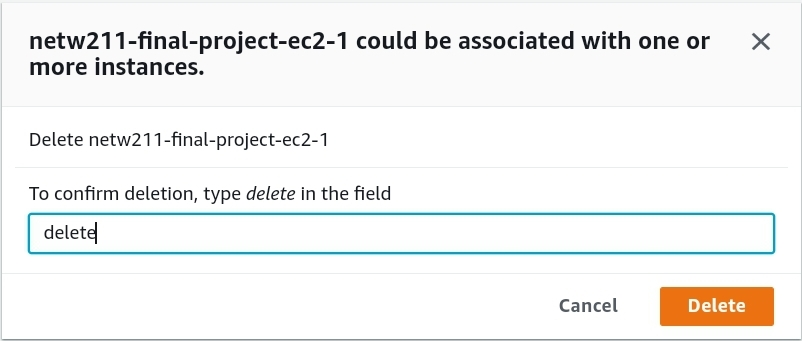 netw211-final-project-ec2-1 could be associated with one or
more instances.
Delete netw211-final-project-ec2-1
To confirm deletion, type delete in the field
delete
Cancel
Delete